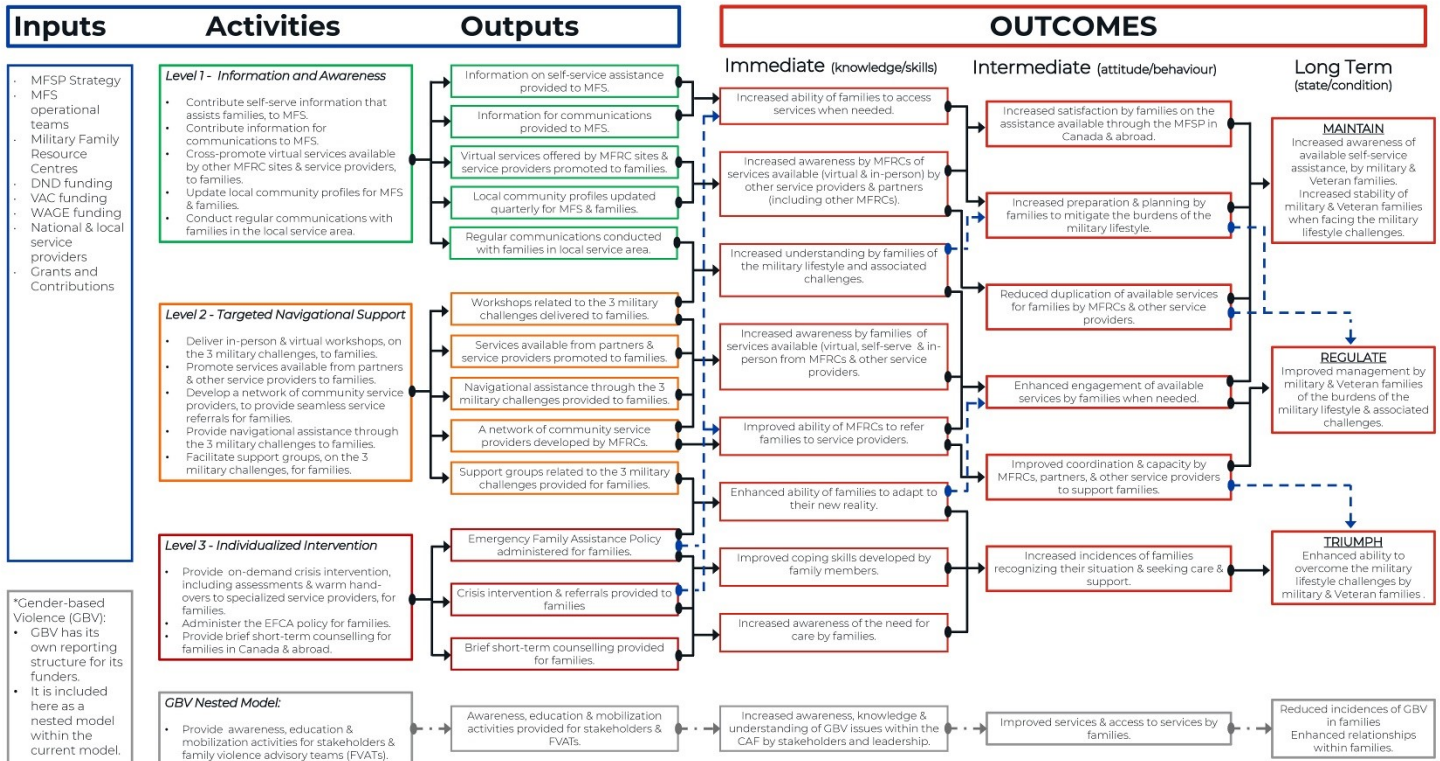 Inputs
Activities
Outputs
OUTCOMES
· MFSP Strategy
· MFS
operational
teams
· Military Family
Resource
Centres
· DND funding
· VAC funding
· WAGE funding
· National & local
service
providers
· Grants and
Contributions
*Gender-based
Violence (GBV):
• GBV has its
own reporting
structure for its
funders.
• It is included
here as a
nested model
within the
current model.
Level 1 - Information and Awareness
• Contribute self-serve information that
assists families, to MFS.
• Contribute information for
communications to MFS.
• Cross-promote virtual services available
by other MFRC sites & service providers,
to families.
• Update local community profiles for MFS
& families.
• Conduct regular communications with
families in the local service area.
Level 2 - Targeted Navigational Support
• Deliver in-person & virtual workshops, on
the 3 military challenges, to families.
• Promote services available from partners
& other service providers to families.
• Develop a network of community service
providers, to provide seamless service
referrals for families.
• Provide navigational assistance through
the 3 military challenges to families.
• Facilitate support groups, on the 3
military challenges, for families.
Level 3 - Individualized Intervention
• Provide on-demand crisis intervention,
including assessments & warm hand-
overs to specialized service providers, for
families.
• Administer the EFCA policy for families.
• Provide brief short-term counselling for
families in Canada & abroad.
GBV Nested Model:
• Provide awareness, education &
mobilization activities for stakeholders &
family violence advisory teams (FVATs).
Information on self-service assistance
provided to MFS.
Information for communications
provided to MFS.
Virtual services offered by MFRC sites &
service providers promoted to families.
Local community profiles updated
quarterly for MFS & families.
Regular communications conducted
with families in local service area.
Workshops related to the 3 military
challenges delivered to families.
Services available from partners &
service providers promoted to families.
Navigational assistance through the 3
military challenges provided to families.
A network of community service
providers developed by MFRCs.
Support groups related to the 3 military
challenges provided for families.
Emergency Family Assistance Policy
administered for families.
Crisis intervention & referrals provided to
families
Brief short-term counselling provided
for families.
Awareness, education & mobilization
activities provided for stakeholders &
FVATs.
Immediate (knowledge/skills)
Increased ability of families to access
services when needed.
Increased awareness by MFRCs of
services available (virtual & in-person) by
other service providers & partners
(including other MFRCs).
Increased understanding by families of
the military lifestyle and associated
challenges.
Increased awareness by families of
services available (virtual, self-serve & in-
person from MFRCs & other service
providers.
Improved ability of MFRCs to refer
families to service providers.
Enhanced ability of families to adapt to
their new reality.
Improved coping skills developed by
family members.
Increased awareness of the need for
care by families.
Increased awareness, knowledge &
understanding of GBV issues within the
CAF by stakeholders and leadership.
Intermediate (attitude/behaviour)
Increased satisfaction by families on the
assistance available through the MFSP in
Canada & abroad.
Increased preparation & planning by
families to mitigate the burdens of the
military lifestyle.
Reduced duplication of available services
for families by MFRCs & other service
providers.
Enhanced engagement of available
services by families when needed.
Improved coordination & capacity by
MFRCs, partners, & other service providers
to support families.
Increased incidences of families
recognizing their situation & seeking care &
support.
Improved services & access to services by
families.
Long Term
(state/condition)
MAINTAIN
Increased awareness of
available self-service
assistance, by military &
Veteran families.
Increased stability of
military & Veteran families
when facing the military
lifestyle challenges.
REGULATE
Improved management by
military & Veteran families
of the burdens of the
military lifestyle & associated
challenges.
TRIUMPH
Enhanced ability to
overcome the military
lifestyle challenges by
military & Veteran families .
Reduced incidences of GBV
in families
Enhanced relationships
within families.